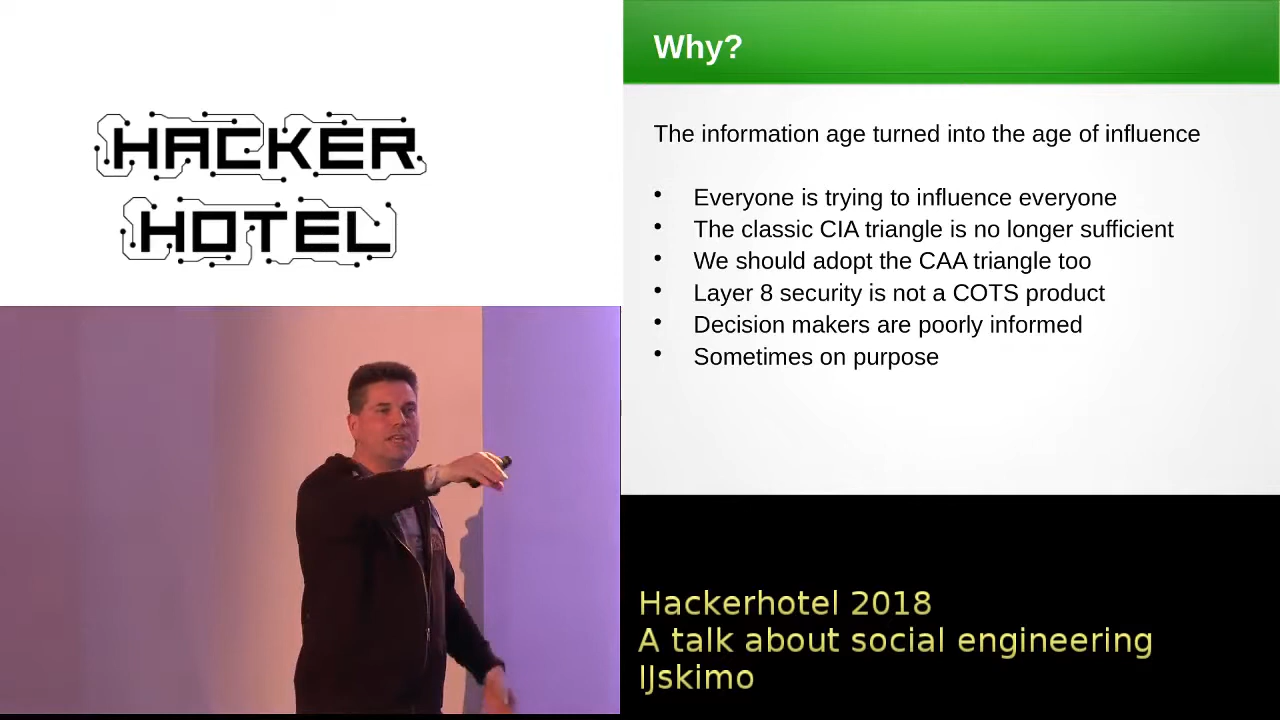 HACKER
HOTEL
Why?
The information age turned into the age of influence
• Everyone is trying to influence everyone
• The classic CIA triangle is no longer sufficient
• We should adopt the CAA triangle too
• Layer 8 security is not a COTS product
• Decision makers are poorly informed
• Sometimes on purpose
Hackerhotel 2018
A talk about social engineering
IJskimo